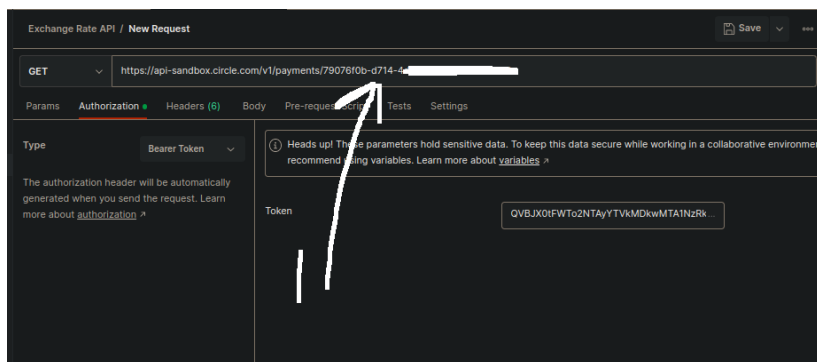 Exchange Rate API / New Request
Save
GET
https://api-sandbox.circle.com/v1/payments/79076f0b-d714-4
Params Authorization Headers (6) Body Pre-request Script Tests Settings
Type
Bearer Token
The authorization header will be automatically
generated when you send the request. Learn
more about authorization ↗
Heads up! These parameters hold sensitive data. To keep this data secure while working in a collaborative environme
recommend using variables. Learn more about variables ↗
Token
QVBJX0tFWTo2NTAyYTVkMDkwMTA1NzRk...